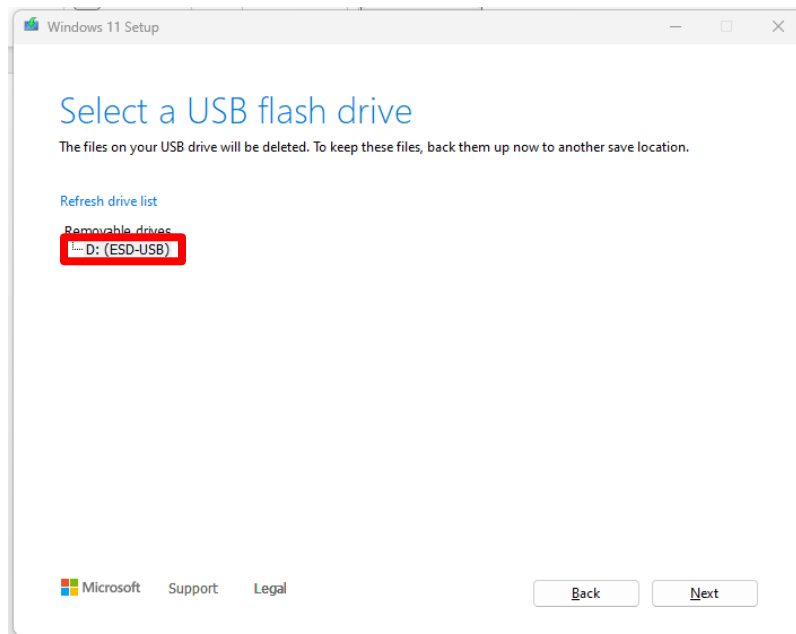 Windows 11 Setup
Select a USB flash drive
The files on your USB drive will be deleted. To keep these files, back them up now to another save location.
Refresh drive list
Removable drives
D: (ESD-USB)
Microsoft Support Legal Back Next